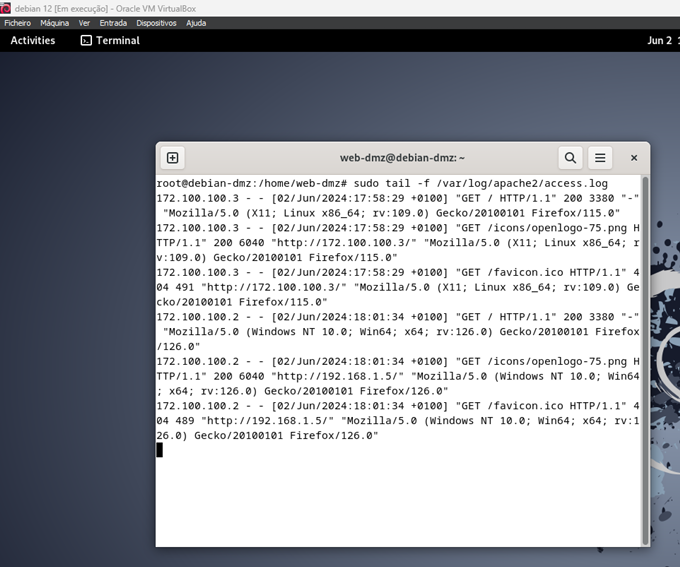 debian 12 [Em execução] - Oracle VM VirtualBox
Ficheiro Máquina Ver Entrada Dispositivos Ajuda
Activities Terminal Jun 2
web-dmz@debian-dmz: ~
root@debian-dmz:/home/web-dmz# sudo tail -f /var/log/apache2/access.log
172.100.100.3 - - [02/Jun/2024:17:58:29 +0100] "GET / HTTP/1.1" 200 3380 "-"
"Mozilla/5.0 (X11; Linux x86_64; rv:109.0) Gecko/20100101 Firefox/115.0"
172.100.100.3 - - [02/Jun/2024:17:58:29 +0100] "GET /icons/openlogo-75.png H
TTP/1.1" 200 6040 "http://172.100.100.3/" "Mozilla/5.0 (X11; Linux x86_64; r
v:109.0) Gecko/20100101 Firefox/115.0"
172.100.100.3 - - [02/Jun/2024:17:58:29 +0100] "GET /favicon.ico HTTP/1.1" 4
04 491 "http://172.100.100.3/" "Mozilla/5.0 (X11; Linux x86_64; rv:109.0) Ge
cko/20100101 Firefox/115.0"
172.100.100.2 - - [02/Jun/2024:18:01:34 +0100] "GET / HTTP/1.1" 200 3380 "-"
"Mozilla/5.0 (Windows NT 10.0; Win64; x64; rv:126.0) Gecko/20100101 Firefox
/126.0"
172.100.100.2 - - [02/Jun/2024:18:01:34 +0100] "GET /icons/openlogo-75.png H
TTP/1.1" 200 6040 "http://192.168.1.5/" "Mozilla/5.0 (Windows NT 10.0; Win64
; x64; rv:126.0) Gecko/20100101 Firefox/126.0"
172.100.100.2 - - [02/Jun/2024:18:01:34 +0100] "GET /favicon.ico HTTP/1.1" 4
04 489 "http://192.168.1.5/" "Mozilla/5.0 (Windows NT 10.0; Win64; x64; rv:1
26.0) Gecko/20100101 Firefox/126.0"